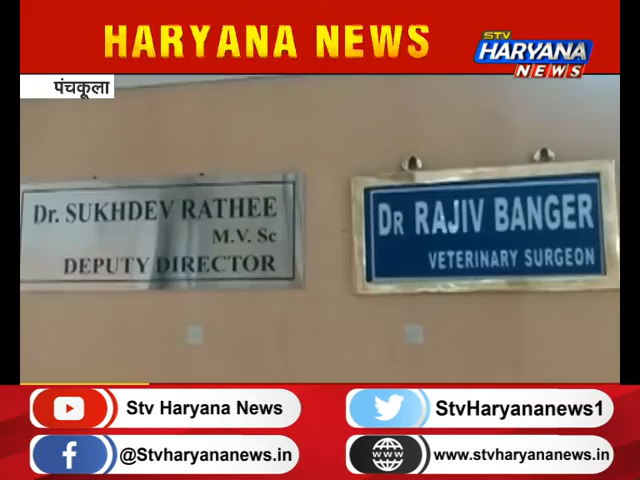 HARYANA NEWS
STV
HARYANA
NEWS
पंचकूला
Dr. SUKHDEV RATHEE
M.V. Sc
DEPUTY DIRECTOR
DR RAJIV BANGER
VETERINARY SURGEON
Stv Haryana News
StvHaryananews1
@Stvharyananews.in
www.stvharyananews.in